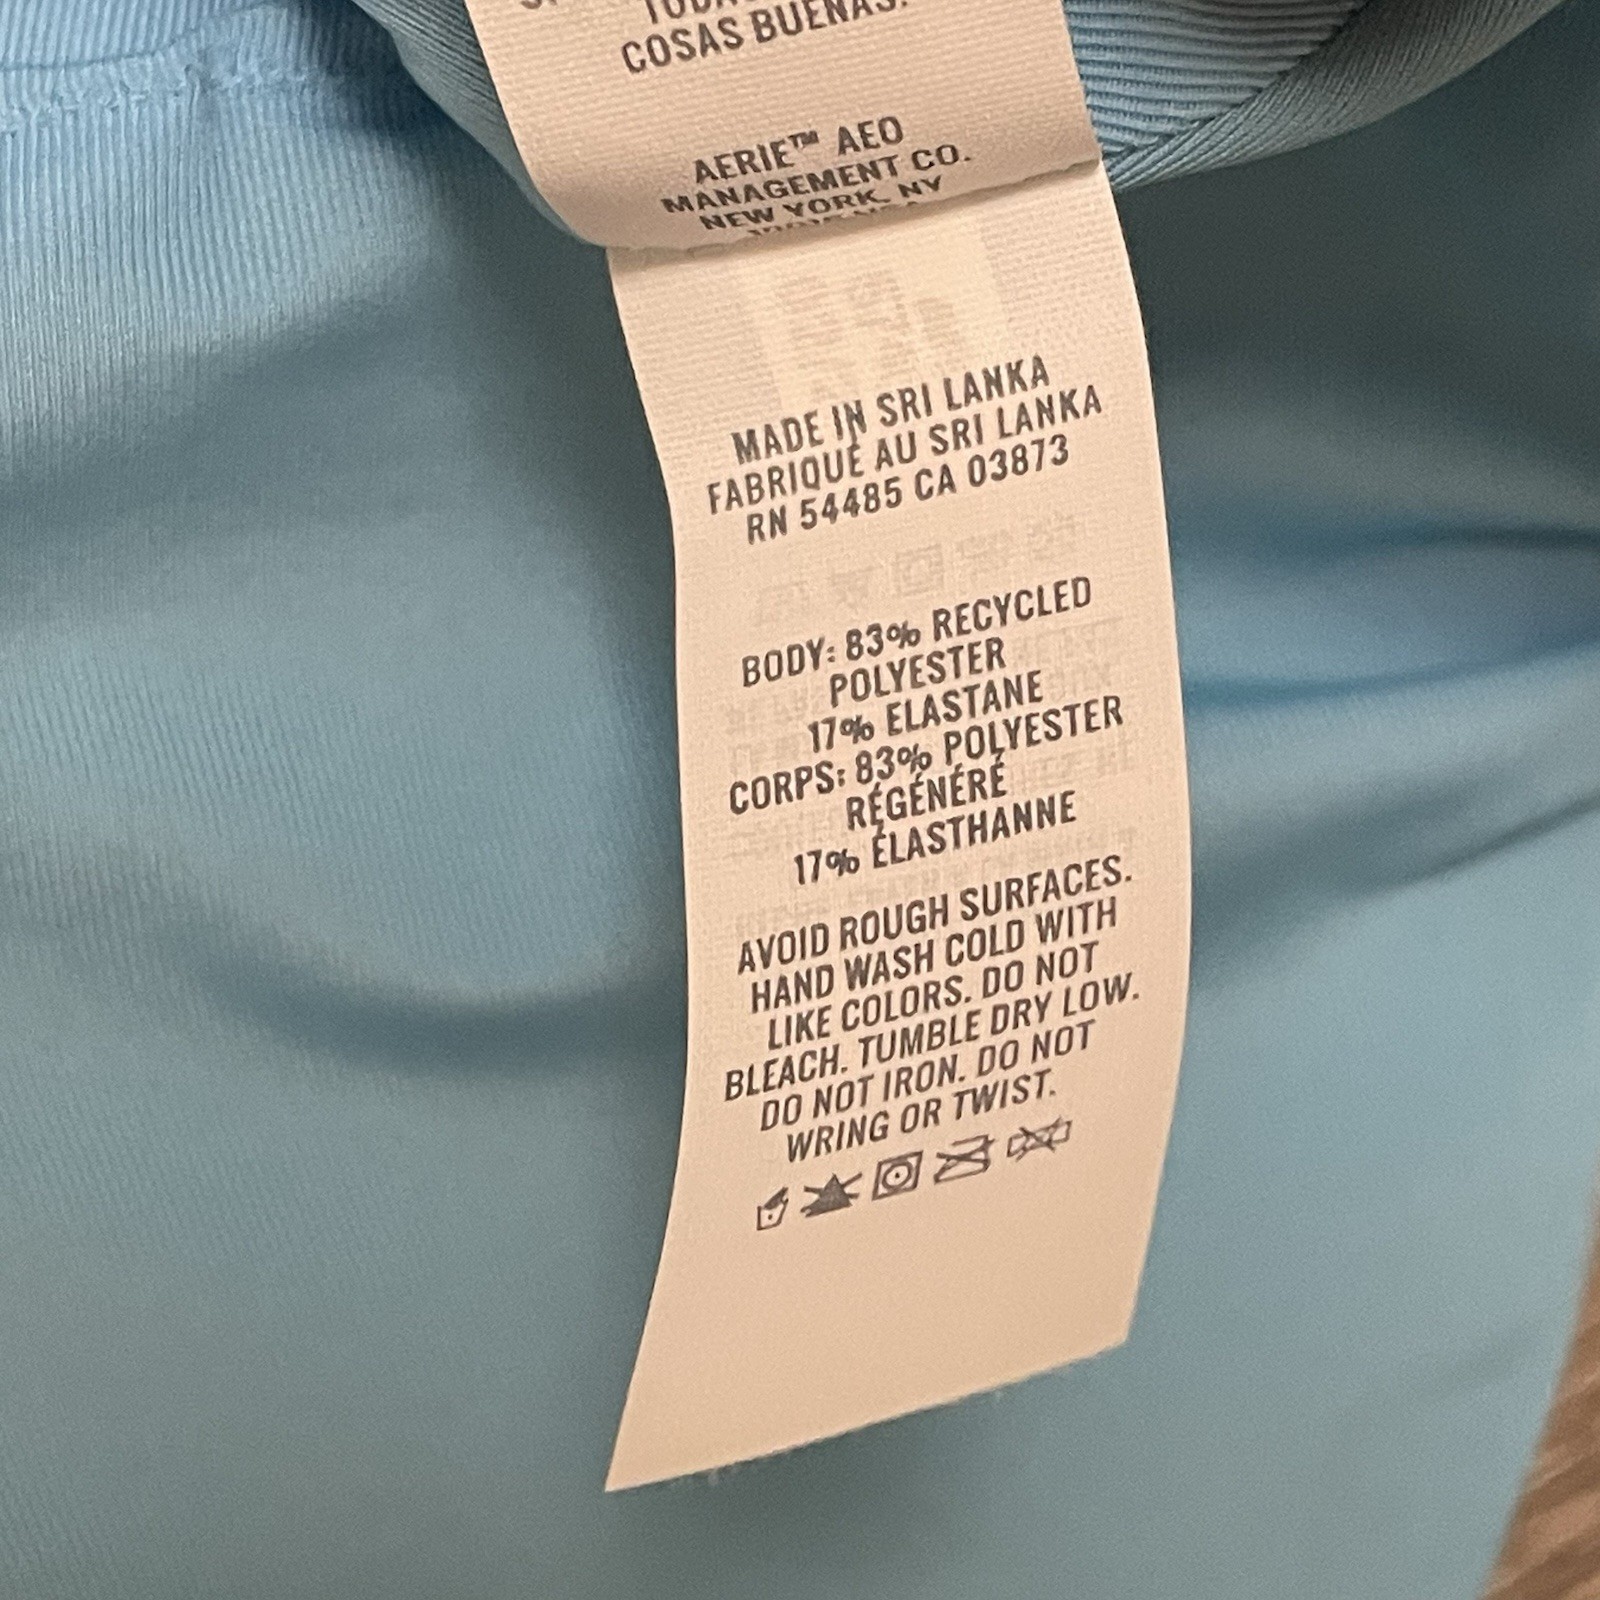 COSAS BUENAS.
AERIE™ AEO
MANAGEMENT CO.
NEW YORK, NY
MADE IN SRI LANKA
FABRIQUÉ AU SRI LANKA
RN 54485 CA 03873
BODY: 83% RECYCLED
POLYESTER
17% ELASTANE
CORPS: 83% POLYESTER
RÉGÉNÉRÉ
17% ÉLASTHANNE
AVOID ROUGH SURFACES.
HAND WASH COLD WITH
LIKE COLORS. DO NOT
BLEACH. TUMBLE DRY LOW.
DO NOT IRON. DO NOT
WRING OR TWIST.